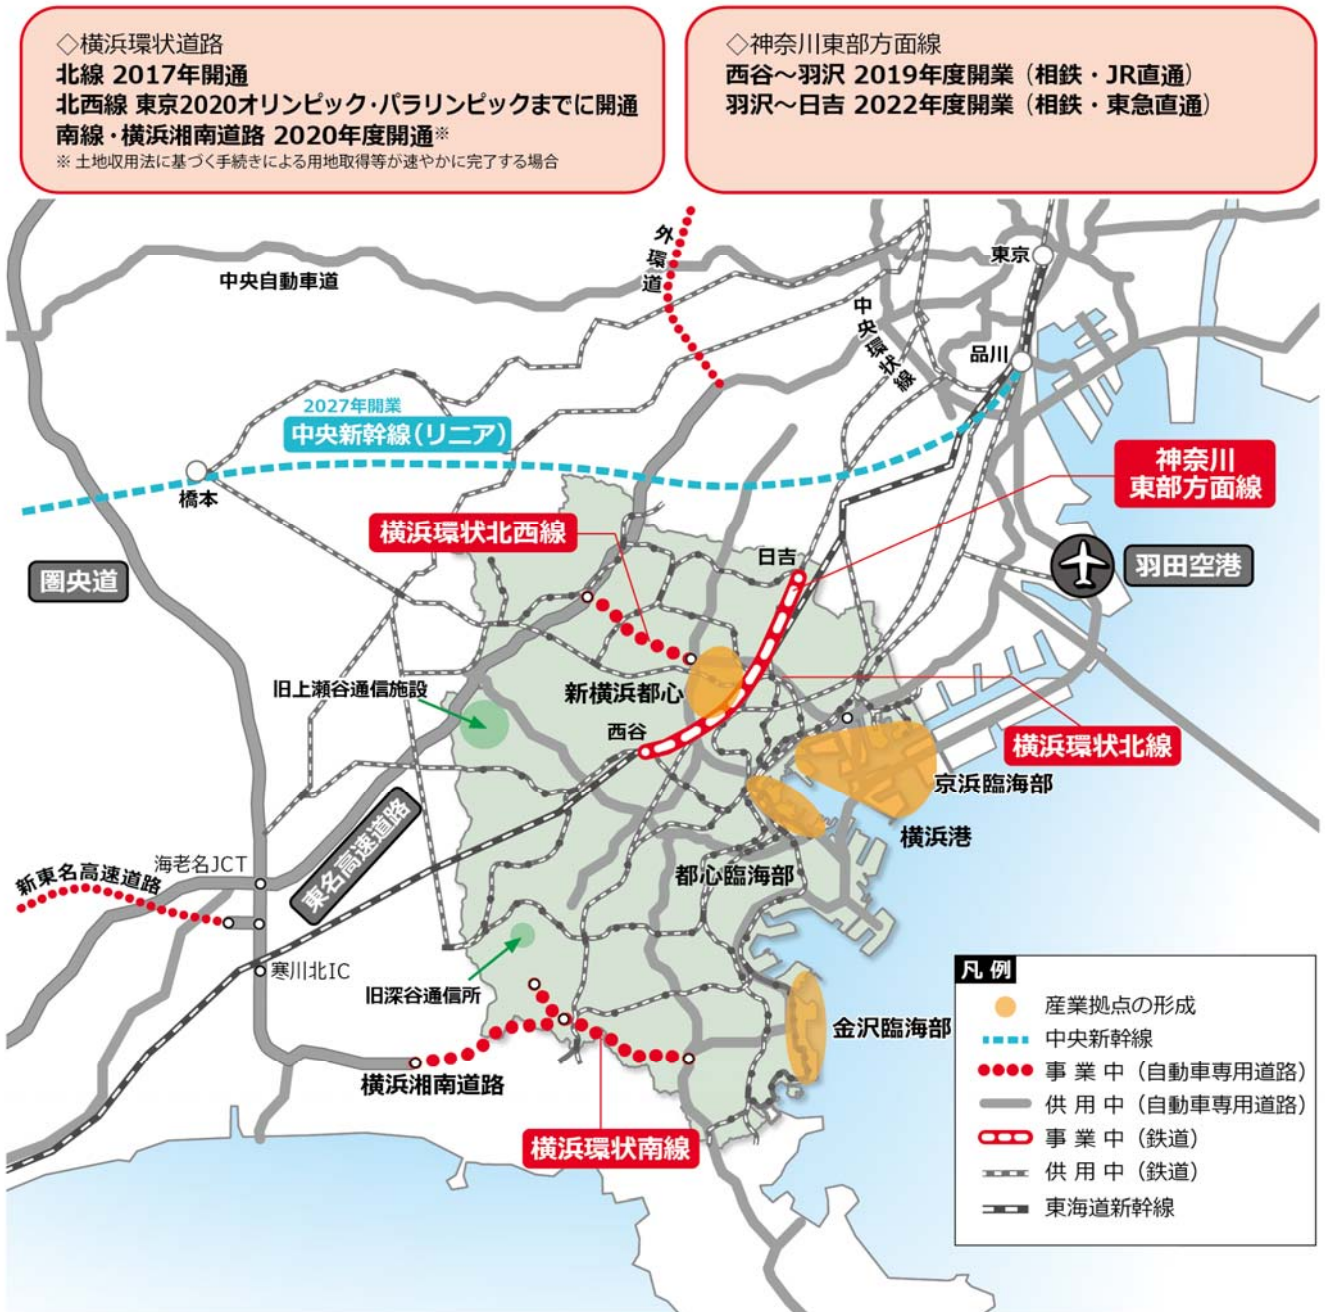 ◇横浜環状道路
北線 2017年開通
北西線 東京2020オリンピック・パラリンピックまでに開通
南線・横浜湘南道路 2020年度開通※
※ 土地収用法に基づく手続きによる用地取得等が速やかに完了する場合
◇神奈川東部方面線
西谷～羽沢 2019年度開業（相鉄・JR直通）
羽沢～日吉 2022年度開業（相鉄・東急直通）
外環道
東京
中央自動車道
中央環状線
品川
2027年開業
中央新幹線（リニア）
橋本
神奈川
東部方面線
横浜環状北西線
日吉
圏央道
羽田空港
旧上瀬谷通信施設
新横浜都心
西谷
横浜環状北線
京浜臨海部
横浜港
東名高速道路
海老名JCT
新東名高速道路
都心臨海部
寒川北IC
旧深谷通信所
金沢臨海部
横浜湘南道路
横浜環状南線
凡 例
産業拠点の形成
中央新幹線
事 業 中（自動車専用道路）
供 用 中（自動車専用道路）
事 業 中（鉄道）
供 用 中（鉄道）
東海道新幹線